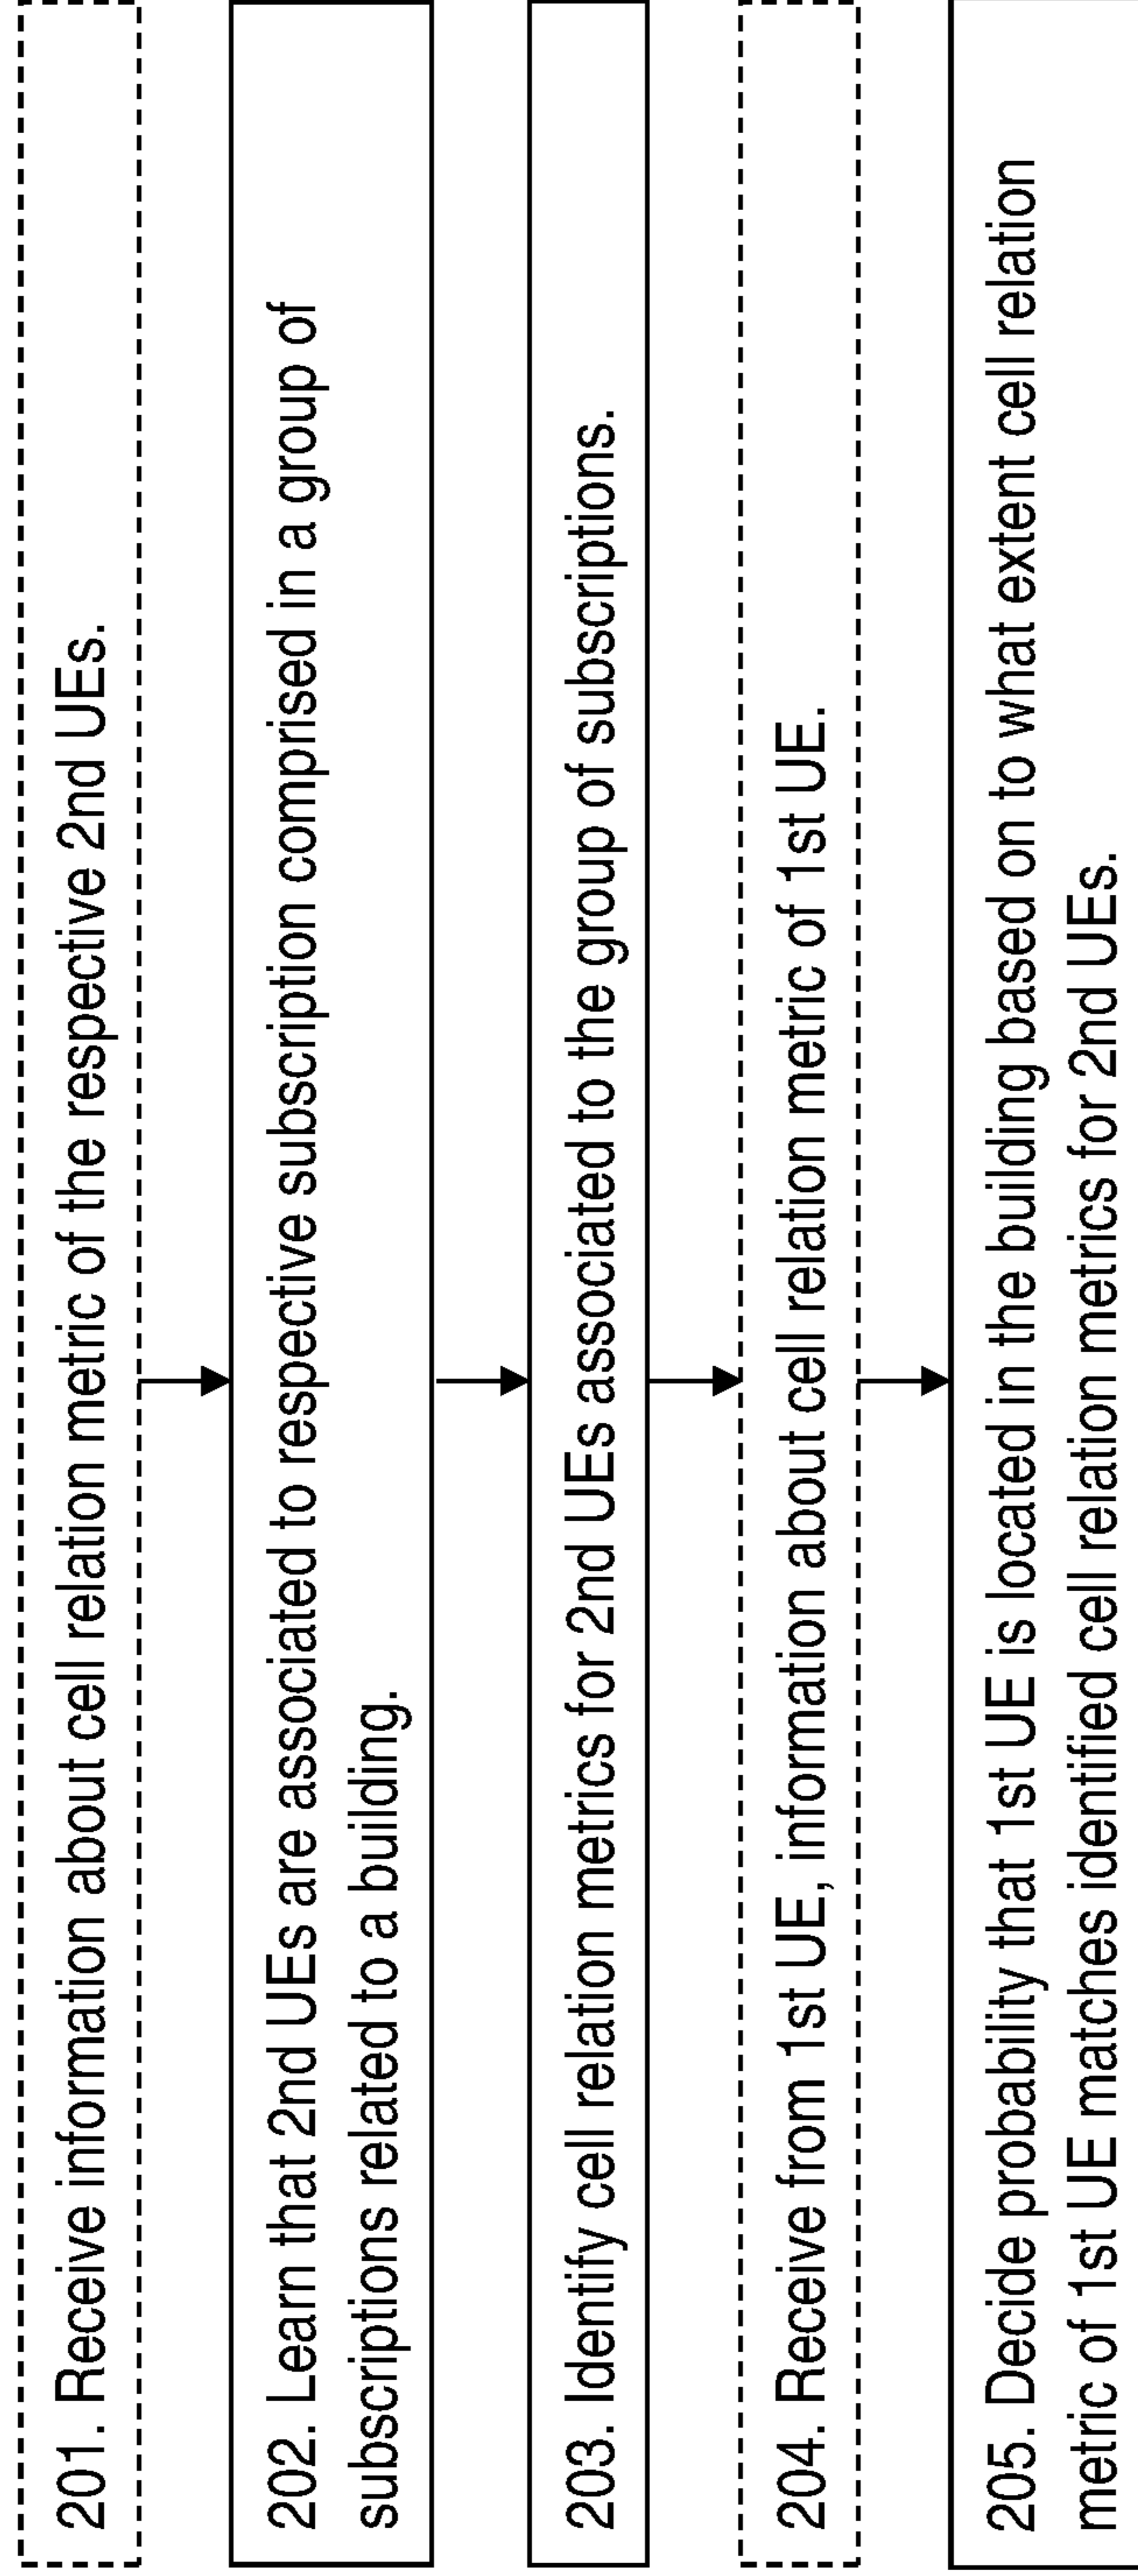 201. Receive information about cell relation metric of the respective 2nd UEs.
202. Learn that 2nd UEs are associated to respective subscription comprised in a group of
subscriptions related to a building.
203. Identify cell relation metrics for 2nd UEs associated to the group of subscriptions.
204. Receive from 1st UE, information about cell relation metric of 1st UE.
205. Decide probability that 1st UE is located in the building based on to what extent cell relation
metric of 1st UE matches identified cell relation metrics for 2nd UEs.